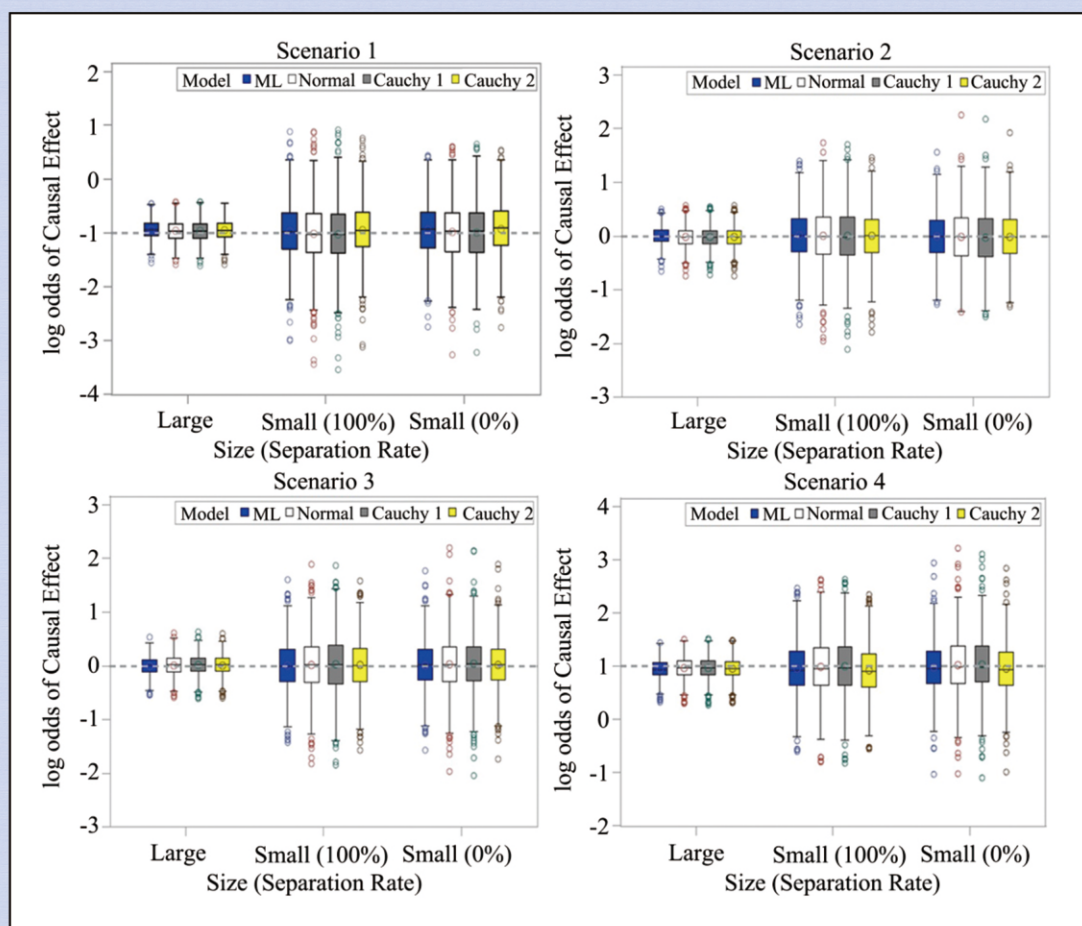 Scenario 1
Model ML Normal Cauchy 1 Cauchy 2
2
1
0
-1
-2
-3
-4
log odds of Causal Effect
Large Small (100%) Small (0%)
Size (Separation Rate)
Scenario 2
Model ML Normal Cauchy 1 Cauchy 2
3
2
1
0
-1
-2
-3
log odds of Causal Effect
Large Small (100%) Small (0%)
Size (Separation Rate)
Scenario 3
Model ML Normal Cauchy 1 Cauchy 2
3
2
1
0
-1
-2
-3
log odds of Causal Effect
Large Small (100%) Small (0%)
Size (Separation Rate)
Scenario 4
Model ML Normal Cauchy 1 Cauchy 2
4
3
2
1
0
-1
-2
log odds of Causal Effect
Large Small (100%) Small (0%)
Size (Separation Rate)